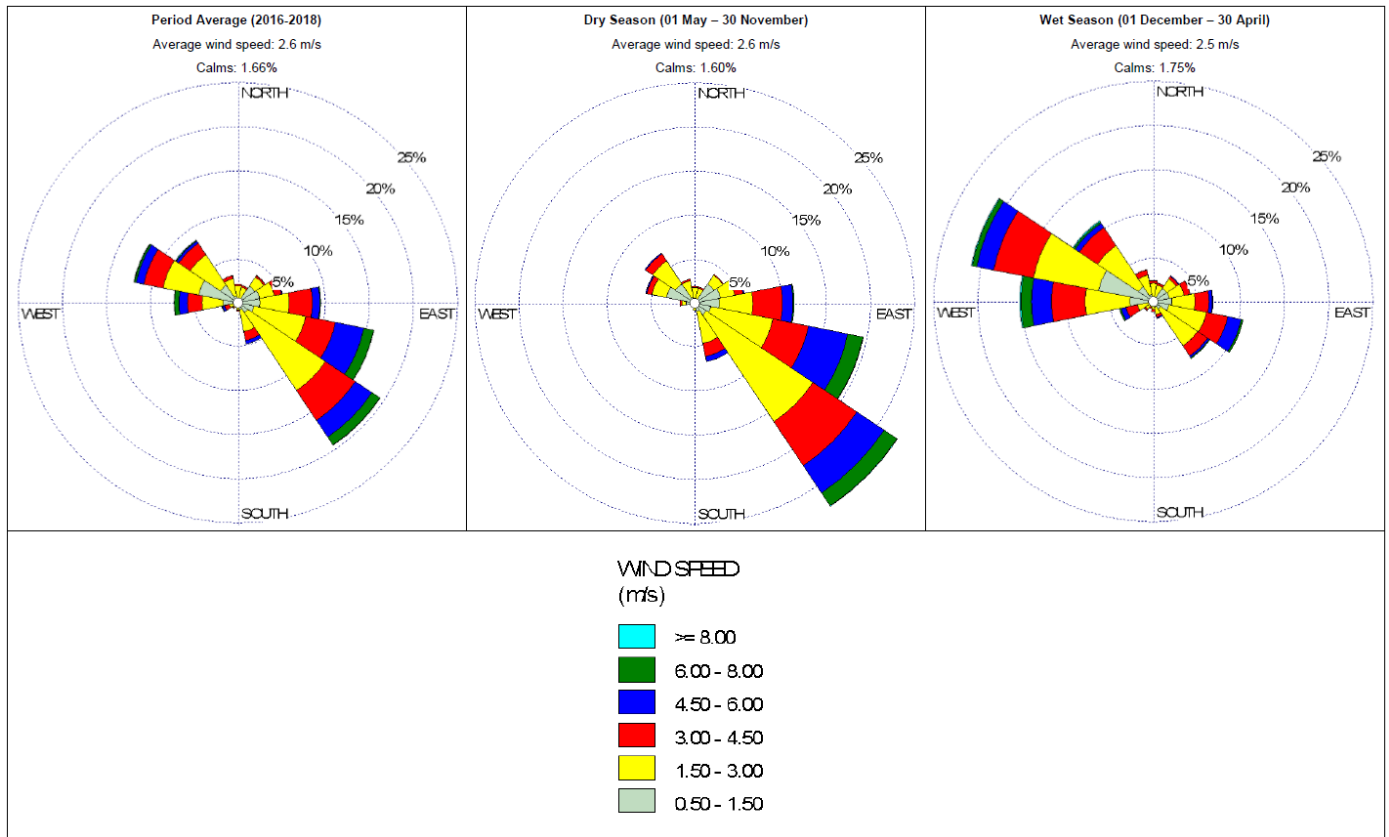 Period Average (2016-2018)
Average wind speed: 2.6 m/s
Calms: 1.66%
NORTH
25%
20%
15%
10%
5%
WEST
EAST
SOUTH
Dry Season (01 May – 30 November)
Average wind speed: 2.6 m/s
Calms: 1.60%
NORTH
25%
20%
15%
10%
5%
WEST
EAST
SOUTH
Wet Season (01 December – 30 April)
Average wind speed: 2.5 m/s
Calms: 1.75%
NORTH
25%
20%
15%
10%
5%
WEST
EAST
SOUTH
WIND SPEED
(m/s)
>= 8.00
6.00 - 8.00
4.50 - 6.00
3.00 - 4.50
1.50 - 3.00
0.50 - 1.50